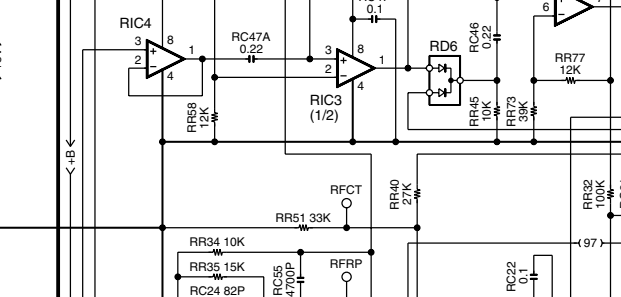 RIC4
0.1
6
3
8
1
2
4
RC47A
0.22
3
8
1
2
4
RIC3
(1/2)
RD6
RC46
0.22
RR77
12K
RR58
12K
RR45
10K
RR73
39K
+B
RFCT
RR40
27K
RR32
100K
RR51 33K
RR34 10K
RR35 15K
RC24 82P
RC55
4700P
RFRP
97
RC22
0.1